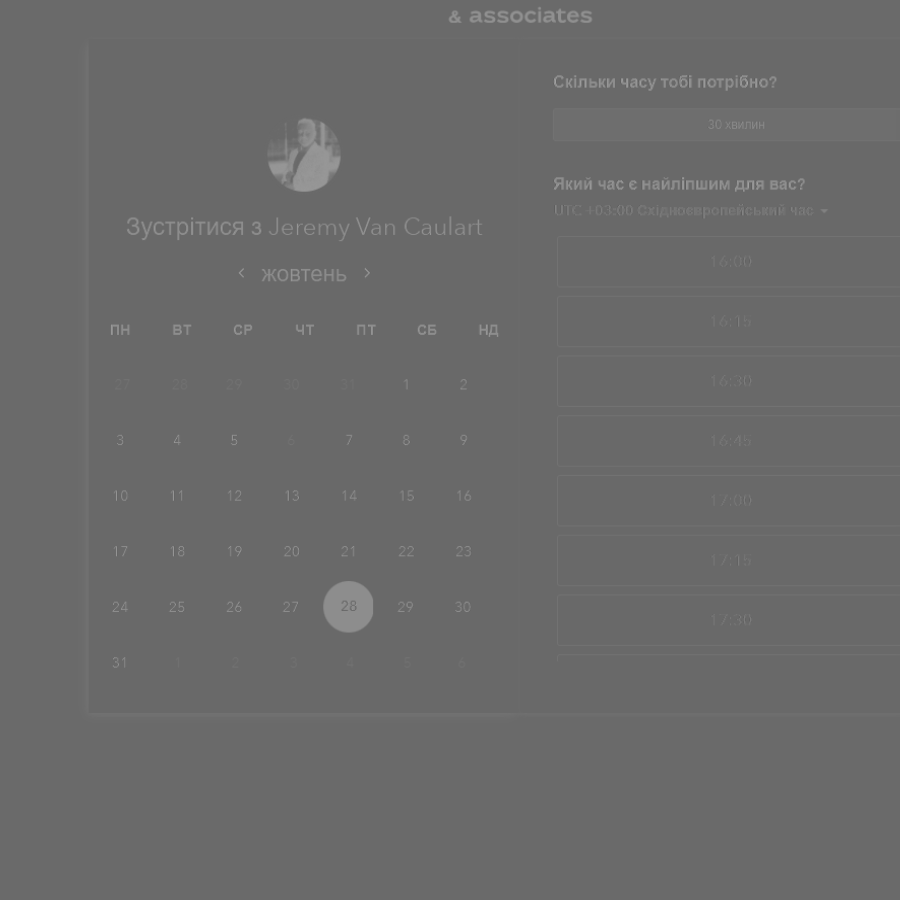 & associates
Зустрітися з Jeremy Van Caulart
жовтень
ПН ВТ СР ЧТ ПТ СБ НД
27 28 29 30 31 1 2
3 4 5 6 7 8 9
10 11 12 13 14 15 16
17 18 19 20 21 22 23
24 25 26 27 28 29 30
31 1 2 3 4 5 6
Скільки часу тобі потрібно?
30 хвилин
Який час є найліпшим для вас?
UTC +03:00 Східноєвропейський час
16:00
16:15
16:30
16:45
17:00
17:15
17:30